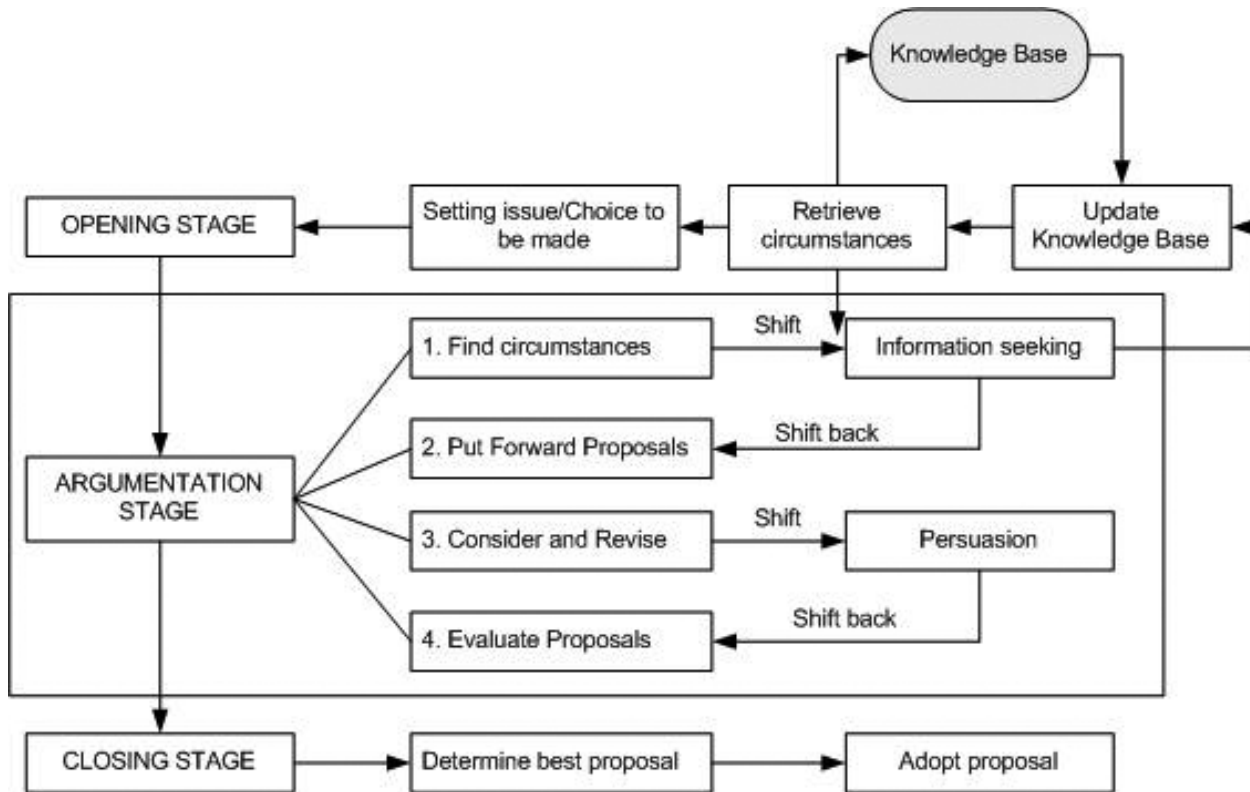 Knowledge Base
OPENING STAGE
Setting issue/Choice to
be made
Retrieve
circumstances
Update
Knowledge Base
1. Find circumstances
Shift
Information seeking
Shift back
2. Put Forward Proposals
ARGUMENTATION
STAGE
3. Consider and Revise
Shift
Persuasion
Shift back
4. Evaluate Proposals
CLOSING STAGE
Determine best proposal
Adopt proposal